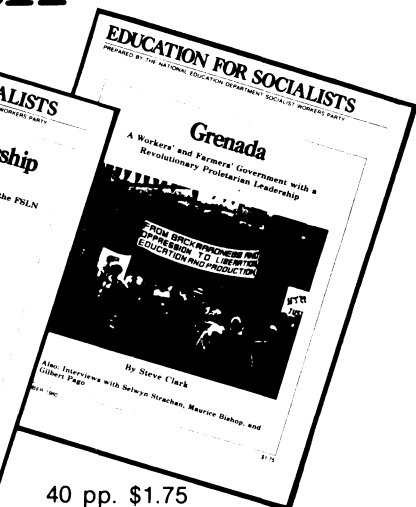 ALISTS
WORKERS PARTY
ship
the FSLN
EDUCATION FOR SOCIALISTS
PREPARED BY THE NATIONAL EDUCATION DEPARTMENT SOCIALIST WORKERS PARTY
Grenada
A Workers' and Farmers' Government with a
Revolutionary Proletarian Leadership
FROM BACKWARDNESS AND
OPPRESSION TO LIBERATION
EDUCATION AND PRODUCTION
By Steve Clark
Also: Interviews with Selwyn Strachan, Maurice Bishop, and
Gilbert Pago
$1.75
40 pp. $1.75